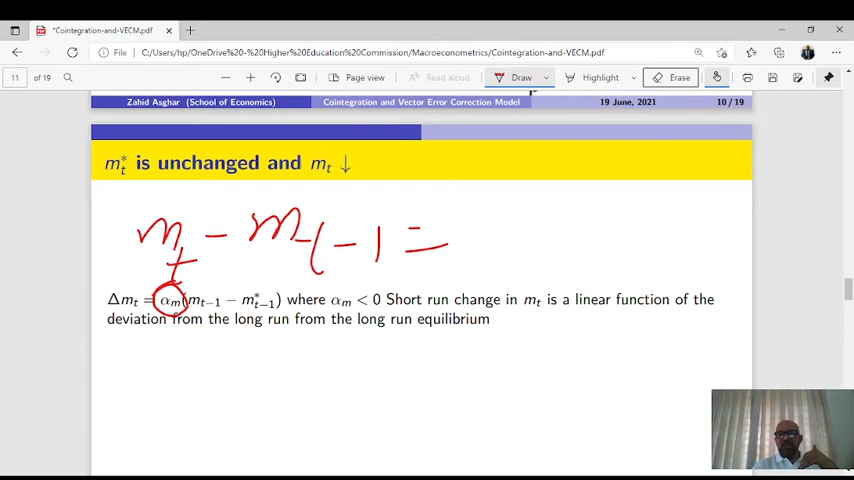 *Cointegration-and-VECM.pdf
File C:/Users/hp/OneDrive%20-%20Higher%20Education%20Commission/Macroeconometrics/Cointegration-and-VECM.pdf
11 of 19 Page view Read aloud Draw Highlight Erase
Zahid Asghar (School of Economics) Cointegration and Vector Error Correction Model 19 June, 2021 10 / 19
m*ₜ is unchanged and mₜ ↓
mₜ − mₜ₋₁ =
Δmₜ = αₘ(mₜ₋₁ − m*ₜ₋₁) where αₘ < 0 Short run change in mₜ is a linear function of the
deviation from the long run from the long run equilibrium